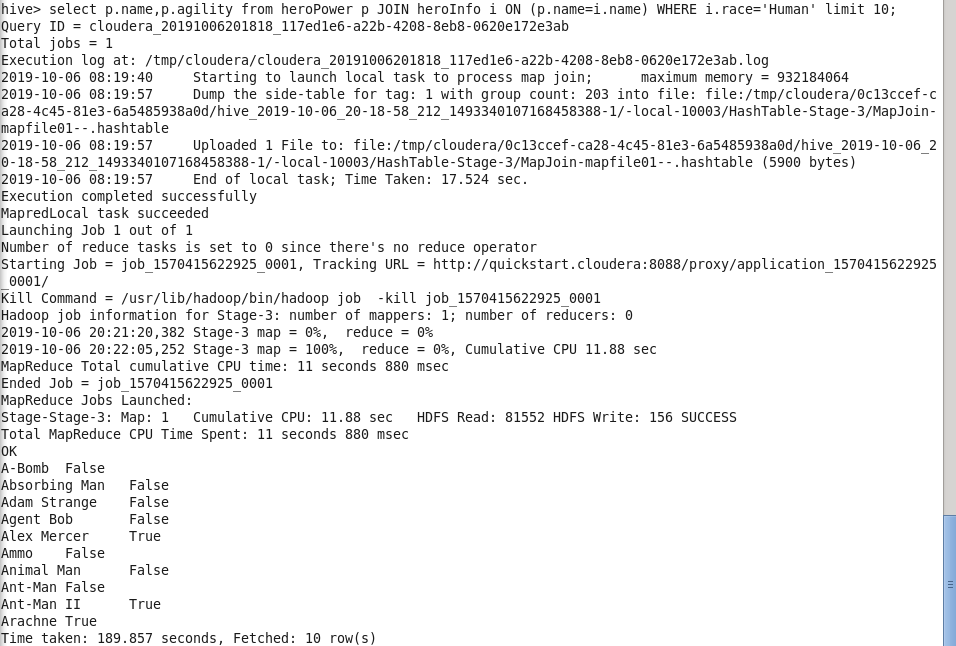 hive> select p.name,p.agility from heroPower p JOIN heroInfo i ON (p.name=i.name) WHERE i.race='Human' limit 10;
Query ID = cloudera_20191006201818_117ed1e6-a22b-4208-8eb8-0620e172e3ab
Total jobs = 1
Execution log at: /tmp/cloudera/cloudera_20191006201818_117ed1e6-a22b-4208-8eb8-0620e172e3ab.log
2019-10-06 08:19:40     Starting to launch local task to process map join;      maximum memory = 932184064
2019-10-06 08:19:57     Dump the side-table for tag: 1 with group count: 203 into file: file:/tmp/cloudera/0c13ccef-c
a28-4c45-81e3-6a5485938a0d/hive_2019-10-06_20-18-58_212_1493340107168458388-1/-local-10003/HashTable-Stage-3/MapJoin-
mapfile01--.hashtable
2019-10-06 08:19:57     Uploaded 1 File to: file:/tmp/cloudera/0c13ccef-ca28-4c45-81e3-6a5485938a0d/hive_2019-10-06_2
0-18-58_212_1493340107168458388-1/-local-10003/HashTable-Stage-3/MapJoin-mapfile01--.hashtable (5900 bytes)
2019-10-06 08:19:57     End of local task; Time Taken: 17.524 sec.
Execution completed successfully
MapredLocal task succeeded
Launching Job 1 out of 1
Number of reduce tasks is set to 0 since there's no reduce operator
Starting Job = job_1570415622925_0001, Tracking URL = http://quickstart.cloudera:8088/proxy/application_1570415622925
_0001/
Kill Command = /usr/lib/hadoop/bin/hadoop job  -kill job_1570415622925_0001
Hadoop job information for Stage-3: number of mappers: 1; number of reducers: 0
2019-10-06 20:21:20,382 Stage-3 map = 0%,  reduce = 0%
2019-10-06 20:22:05,252 Stage-3 map = 100%,  reduce = 0%, Cumulative CPU 11.88 sec
MapReduce Total cumulative CPU time: 11 seconds 880 msec
Ended Job = job_1570415622925_0001
MapReduce Jobs Launched:
Stage-Stage-3: Map: 1   Cumulative CPU: 11.88 sec   HDFS Read: 81552 HDFS Write: 156 SUCCESS
Total MapReduce CPU Time Spent: 11 seconds 880 msec
OK
A-Bomb  False
Absorbing Man   False
Adam Strange    False
Agent Bob       False
Alex Mercer     True
Ammo    False
Animal Man      False
Ant-Man False
Ant-Man II      True
Arachne True
Time taken: 189.857 seconds, Fetched: 10 row(s)